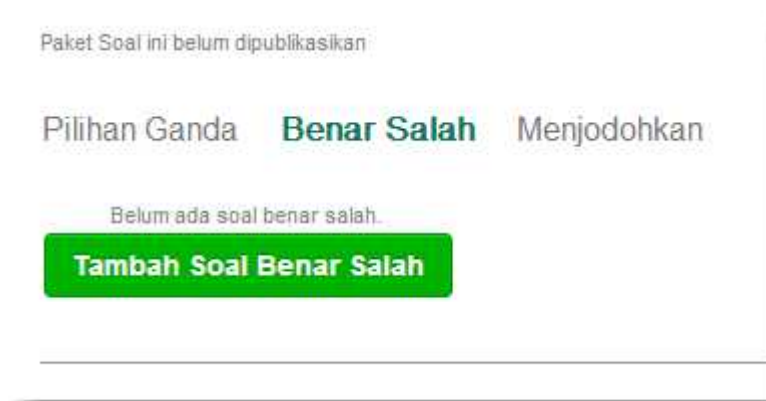 Paket Soal ini belum dipublikasikan
Pilihan Ganda Benar Salah Menjodohkan
Belum ada soal benar salah.
Tambah Soal Benar Salah